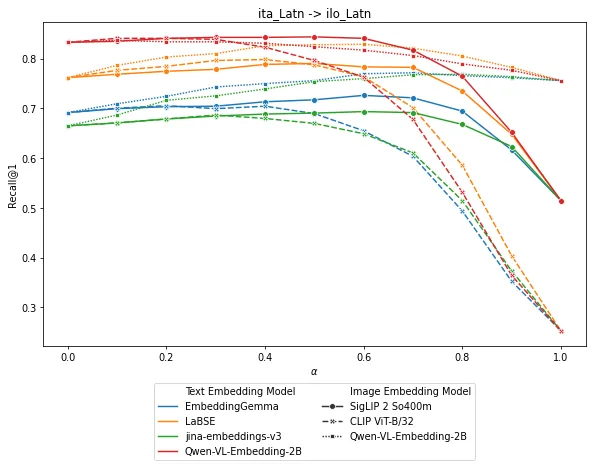 ita_Latn -> ilo_Latn
Recall@1
0.8
0.7
0.6
0.5
0.4
0.3
0.0
0.2
0.4
0.6
0.8
1.0
α
Text Embedding Model
EmbeddingGemma
LaBSE
jina-embeddings-v3
Qwen-VL-Embedding-2B
Image Embedding Model
SigLIP 2 So400m
CLIP ViT-B/32
Qwen-VL-Embedding-2B